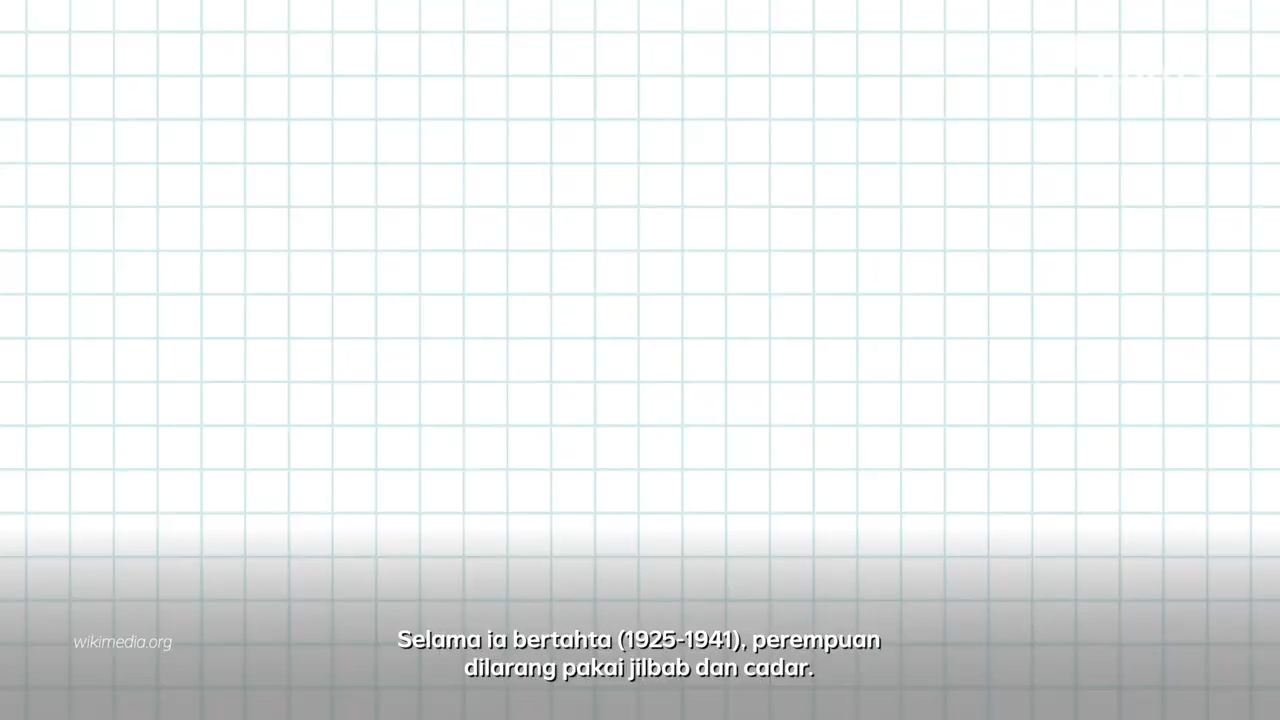 wikimedia.org
Selama ia bertahta (1925-1941), perempuan
dilarang pakai jilbab dan cadar.